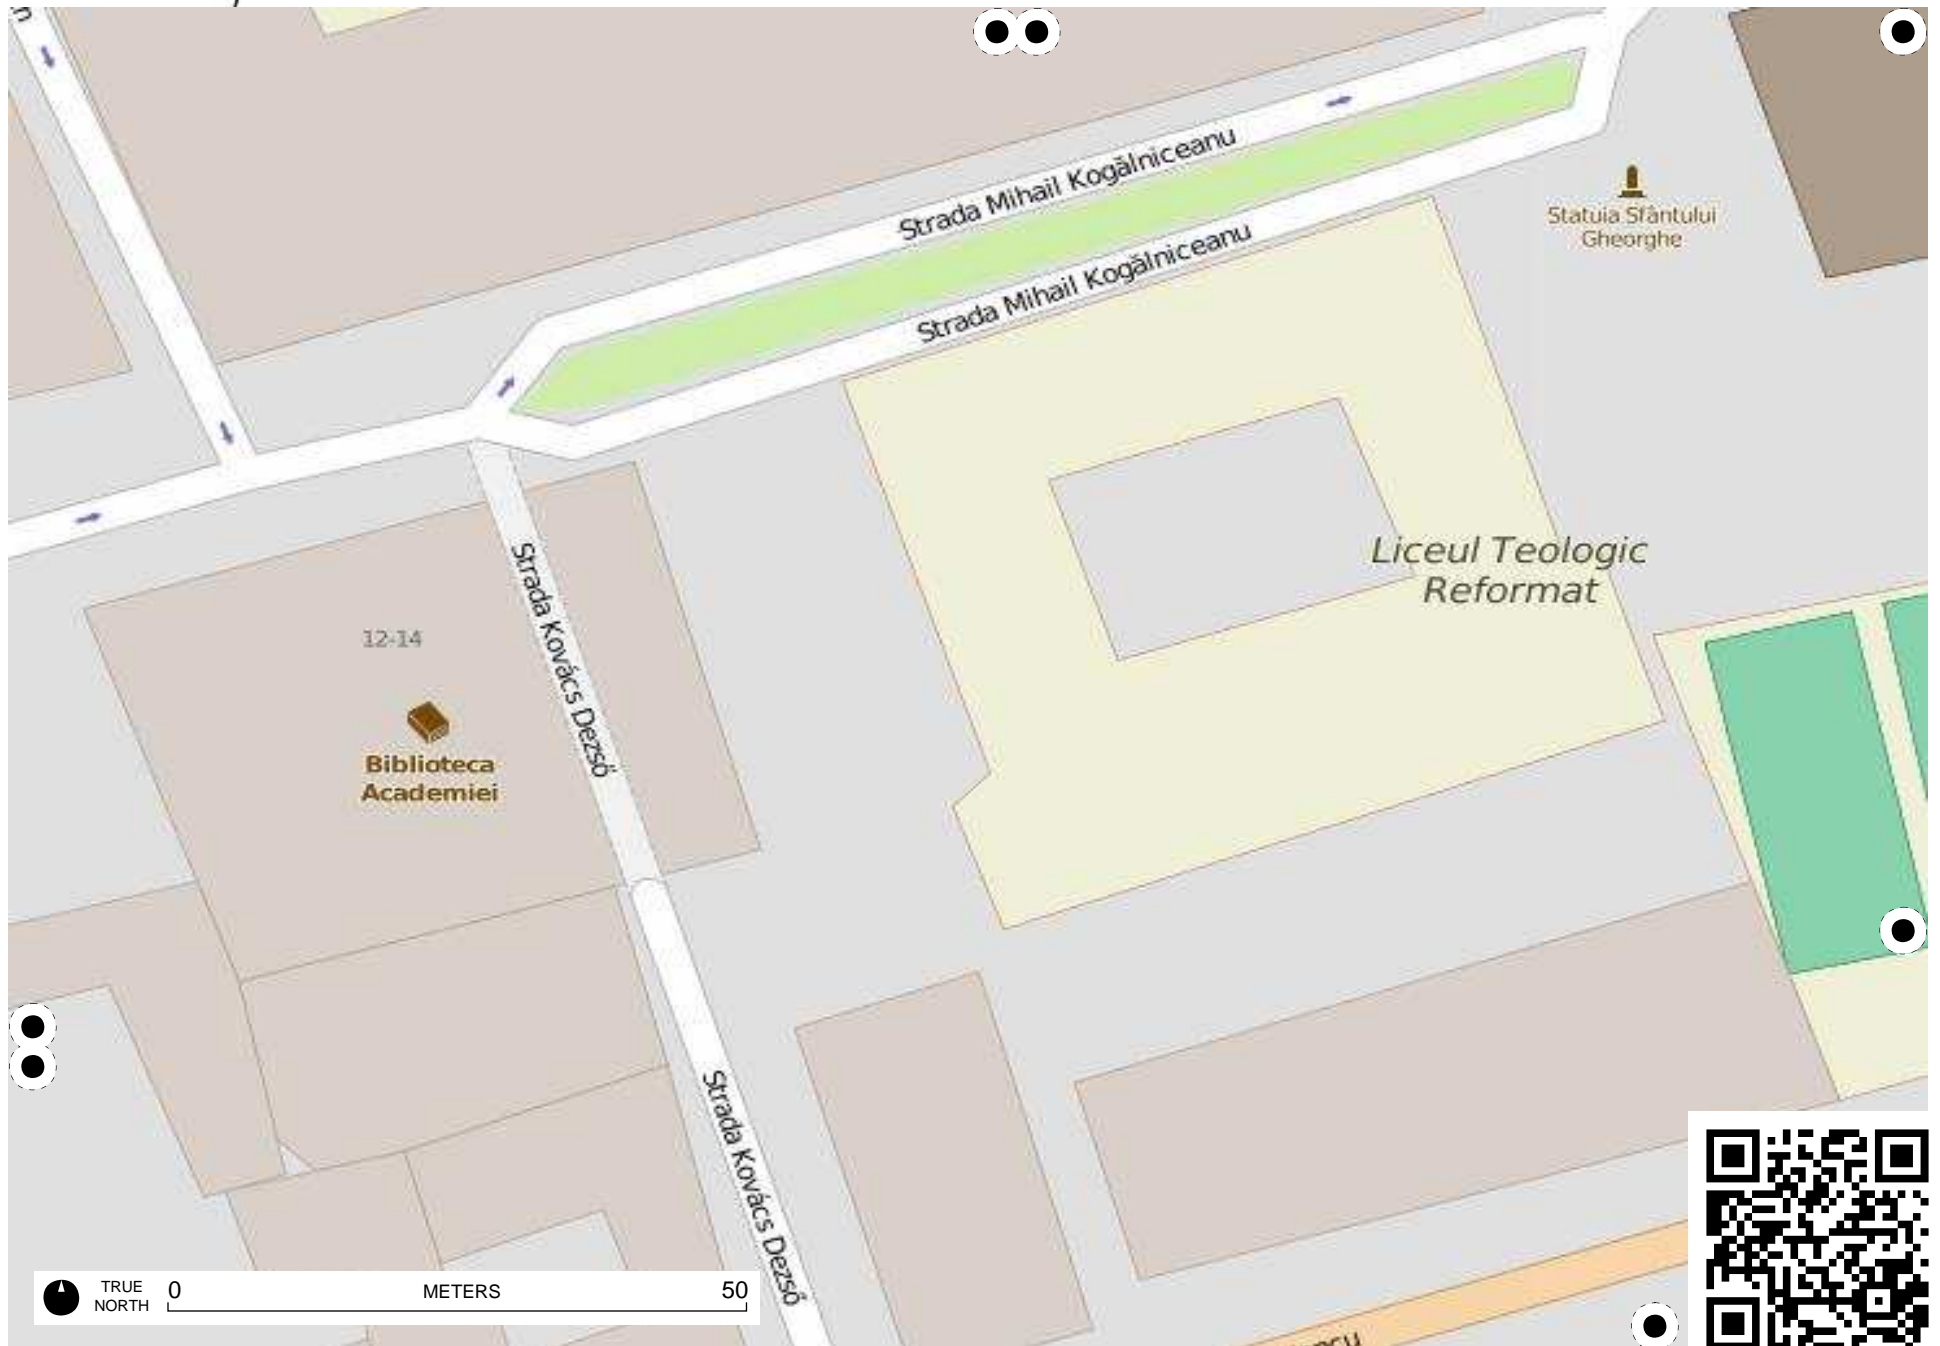 Strada Mihail Kogălniceanu
Strada Mihail Kogălniceanu
Statuia Sfântului
Gheorghe
Liceul Teologic
Reformat
Strada Kovács Dezső
12-14
Biblioteca
Academiei
Strada Kovács Dezső
TRUE
NORTH
0 METERS 50